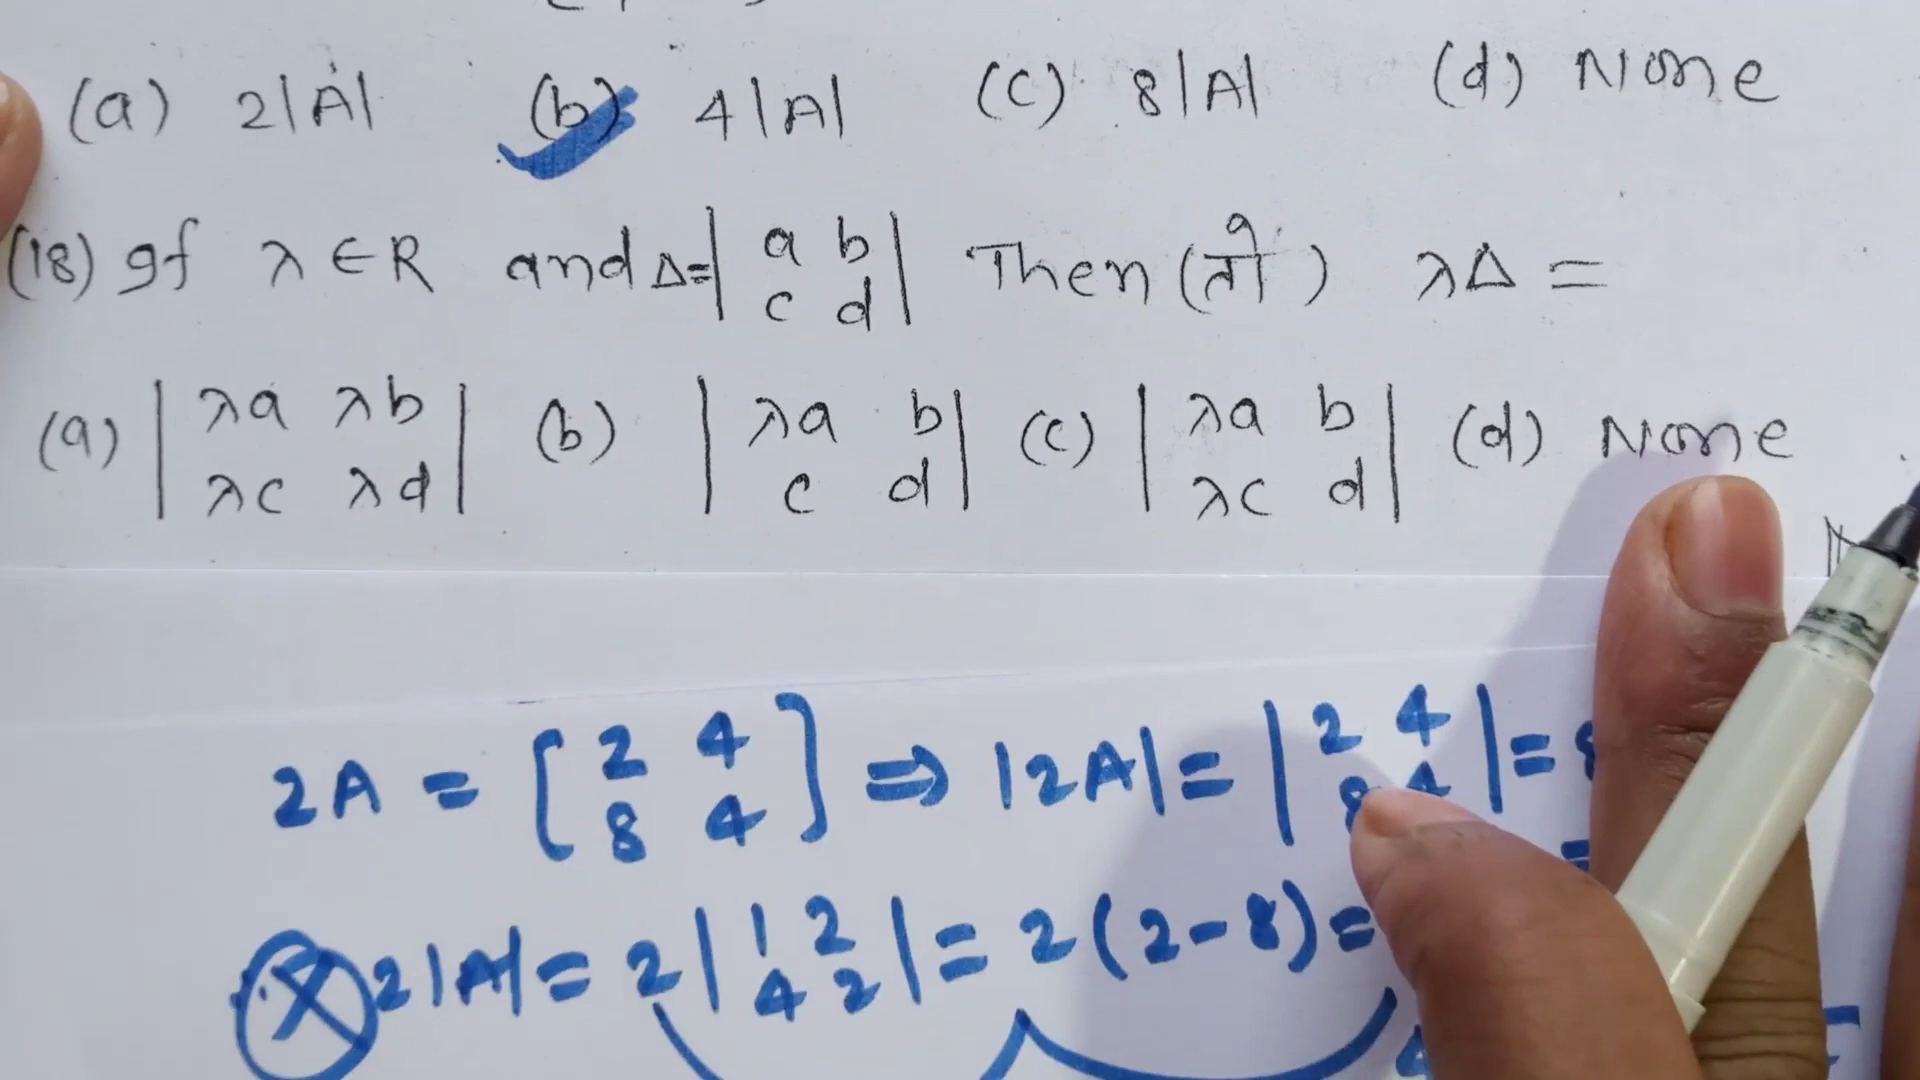 (a) 2|A| (b) 4|A| (c) 8|A| (d) None
(18) If λ ∈ R and Δ = | a b | Then (तो) λΔ =
| c d |
(a) | λa λb | (b) | λa b | (c) | λa b | (d) None
| λc λd | | c d | | λc d |
2A = [ 2 4 ] ⇒ |2A| = | 2 4 | =
[ 8 4 ] | 8 4 |
=
X 2|A| = 2 | 1 2 | = 2 (2-8) =
| 4 2 |